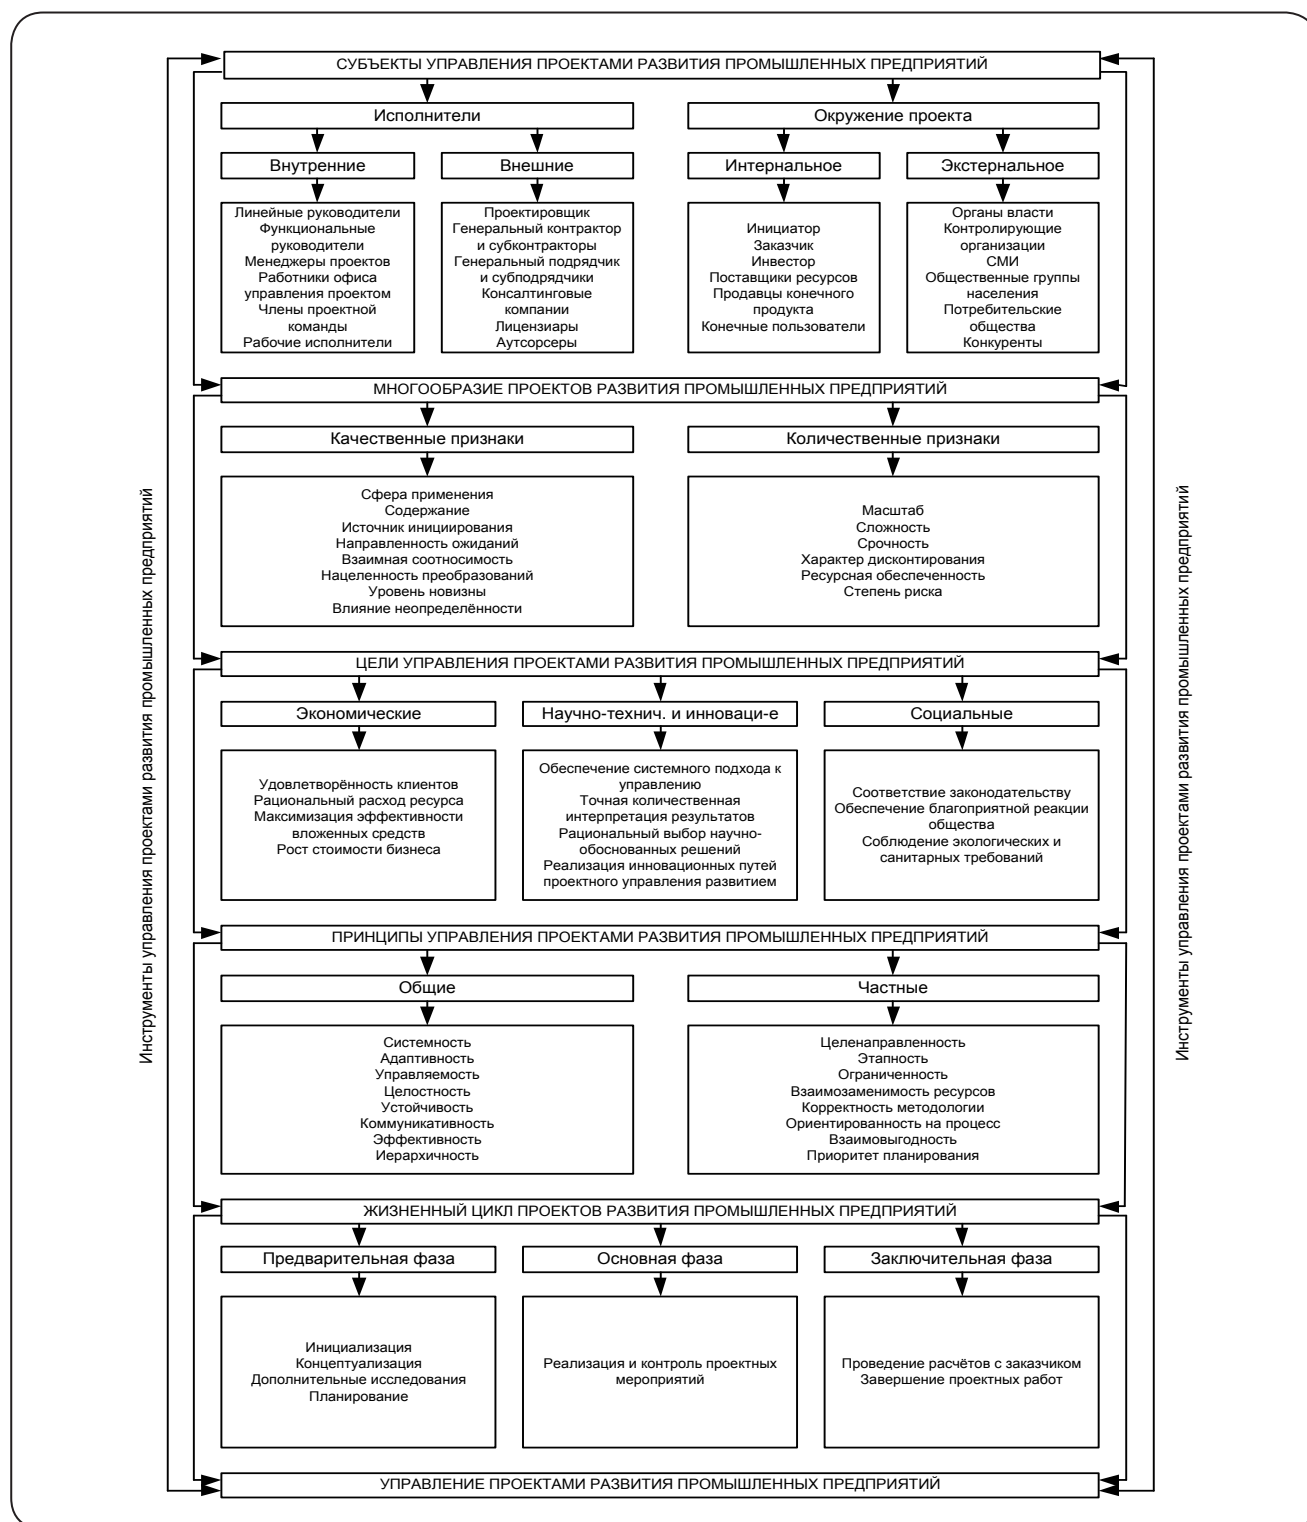 СУБЪЕКТЫ УПРАВЛЕНИЯ ПРОЕКТАМИ РАЗВИТИЯ ПРОМЫШЛЕННЫХ ПРЕДПРИЯТИЙ
Исполнители
Окружение проекта
Внутренние
Внешние
Интернальное
Экстернальное
Линейные руководители
Функциональные
руководители
Менеджеры проектов
Работники офиса
управления проектом
Члены проектной
команды
Рабочие исполнители
Проектировщик
Генеральный контрактор
и субконтракторы
Генеральный подрядчик
и субподрядчики
Консалтинговые
компании
Лицензиары
Аутсорсеры
Инициатор
Заказчик
Инвестор
Поставщики ресурсов
Продавцы конечного
продукта
Конечные пользователи
Органы власти
Контролирующие
организации
СМИ
Общественные группы
населения
Потребительские
общества
Конкуренты
МНОГООБРАЗИЕ ПРОЕКТОВ РАЗВИТИЯ ПРОМЫШЛЕННЫХ ПРЕДПРИЯТИЙ
Качественные признаки
Количественные признаки
Сфера применения
Содержание
Источник инициирования
Направленность ожиданий
Взаимная соотносимость
Нацеленность преобразований
Уровень новизны
Влияние неопределённости
Масштаб
Сложность
Срочность
Характер дисконтирования
Ресурсная обеспеченность
Степень риска
ЦЕЛИ УПРАВЛЕНИЯ ПРОЕКТАМИ РАЗВИТИЯ ПРОМЫШЛЕННЫХ ПРЕДПРИЯТИЙ
Экономические
Научно-технич. и инноваци-е
Социальные
Удовлетворённость клиентов
Рациональный расход ресурса
Максимизация эффективности
вложенных средств
Рост стоимости бизнеса
Обеспечение системного подхода к
управлению
Точная количественная
интерпретация результатов
Рациональный выбор научно-
обоснованных решений
Реализация инновационных путей
проектного управления развитием
Соответствие законодательству
Обеспечение благоприятной реакции
общества
Соблюдение экологических и
санитарных требований
ПРИНЦИПЫ УПРАВЛЕНИЯ ПРОЕКТАМИ РАЗВИТИЯ ПРОМЫШЛЕННЫХ ПРЕДПРИЯТИЙ
Общие
Частные
Системность
Адаптивность
Управляемость
Целостность
Устойчивость
Коммуникативность
Эффективность
Иерархичность
Целенаправленность
Этапность
Ограниченность
Взаимозаменимость ресурсов
Корректность методологии
Ориентированность на процесс
Взаимовыгодность
Приоритет планирования
ЖИЗНЕННЫЙ ЦИКЛ ПРОЕКТОВ РАЗВИТИЯ ПРОМЫШЛЕННЫХ ПРЕДПРИЯТИЙ
Предварительная фаза
Основная фаза
Заключительная фаза
Инициализация
Концептуализация
Дополнительные исследования
Планирование
Реализация и контроль проектных
мероприятий
Проведение расчётов с заказчиком
Завершение проектных работ
УПРАВЛЕНИЕ ПРОЕКТАМИ РАЗВИТИЯ ПРОМЫШЛЕННЫХ ПРЕДПРИЯТИЙ
Инструменты управления проектами развития промышленных предприятий
Инструменты управления проектами развития промышленных предприятий